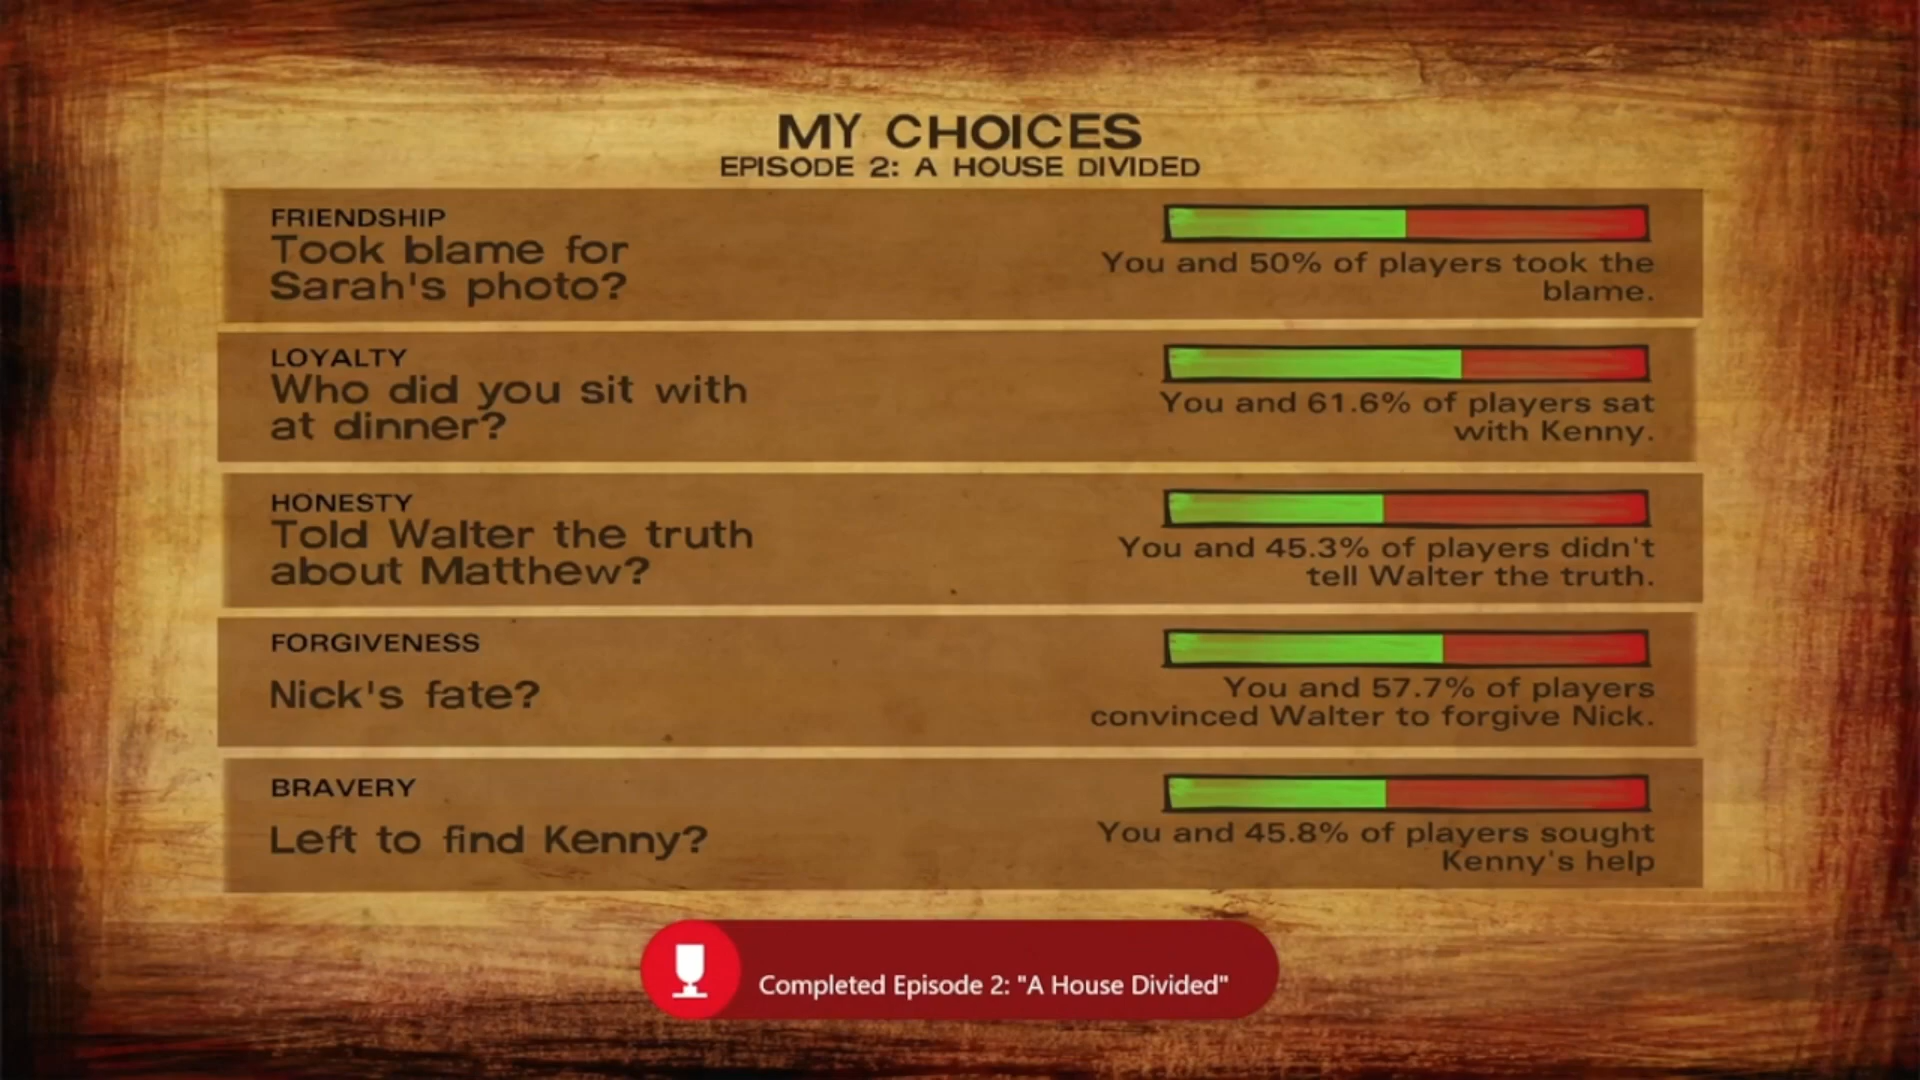 MY CHOICES
EPISODE 2: A HOUSE DIVIDED
FRIENDSHIP
Took blame for
Sarah's photo?
You and 50% of players took the
blame.
LOYALTY
Who did you sit with
at dinner?
You and 61.6% of players sat
with Kenny.
HONESTY
Told Walter the truth
about Matthew?
You and 45.3% of players didn't
tell Walter the truth.
FORGIVENESS
Nick's fate?
You and 57.7% of players
convinced Walter to forgive Nick.
BRAVERY
Left to find Kenny?
You and 45.8% of players sought
Kenny's help
Completed Episode 2: "A House Divided"